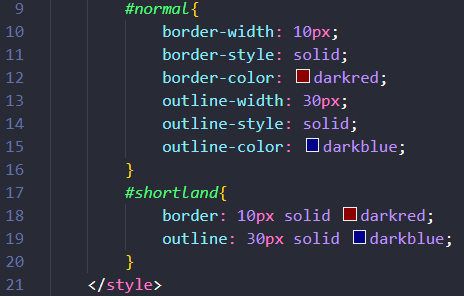 9 #normal{
10 border-width: 10px;
11 border-style: solid;
12 border-color: darkred;
13 outline-width: 30px;
14 outline-style: solid;
15 outline-color: darkblue;
16 }
17 #shortland{
18 border: 10px solid darkred;
19 outline: 30px solid darkblue;
20 }
21 </style>